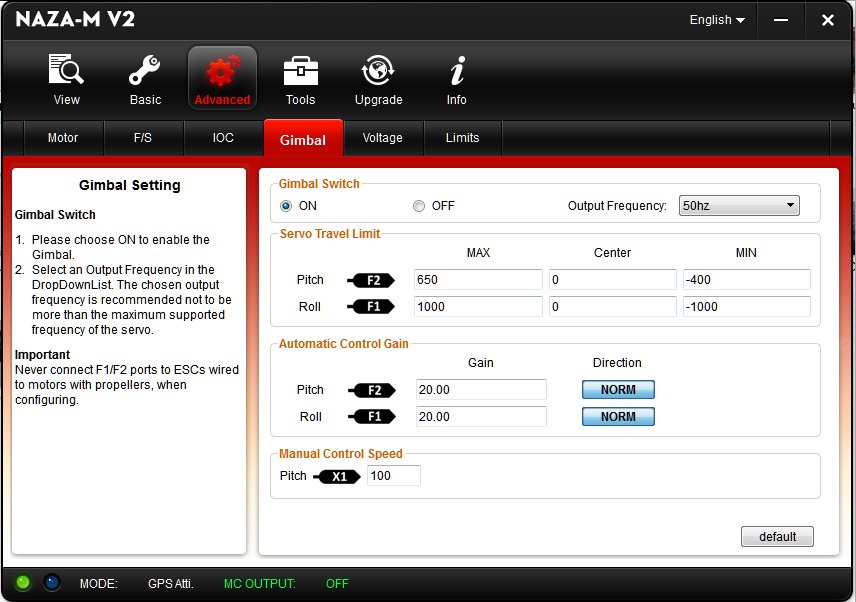 NAZA-M V2
English
View Basic Advanced Tools Upgrade Info
Motor F/S IOC Gimbal Voltage Limits
Gimbal Setting
Gimbal Switch
1. Please choose ON to enable the
Gimbal.
2. Select an Output Frequency in the
DropDownList. The chosen output
frequency is recommended not to be
more than the maximum supported
frequency of the servo.
Important
Never connect F1/F2 ports to ESCs wired
to motors with propellers, when
configuring.
Gimbal Switch
ON OFF Output Frequency: 50hz
Servo Travel Limit
MAX Center MIN
Pitch F2 650 0 -400
Roll F1 1000 0 -1000
Automatic Control Gain
Gain Direction
Pitch F2 20.00 NORM
Roll F1 20.00 NORM
Manual Control Speed
Pitch X1 100
default
MODE: GPS Atti. MC OUTPUT: OFF